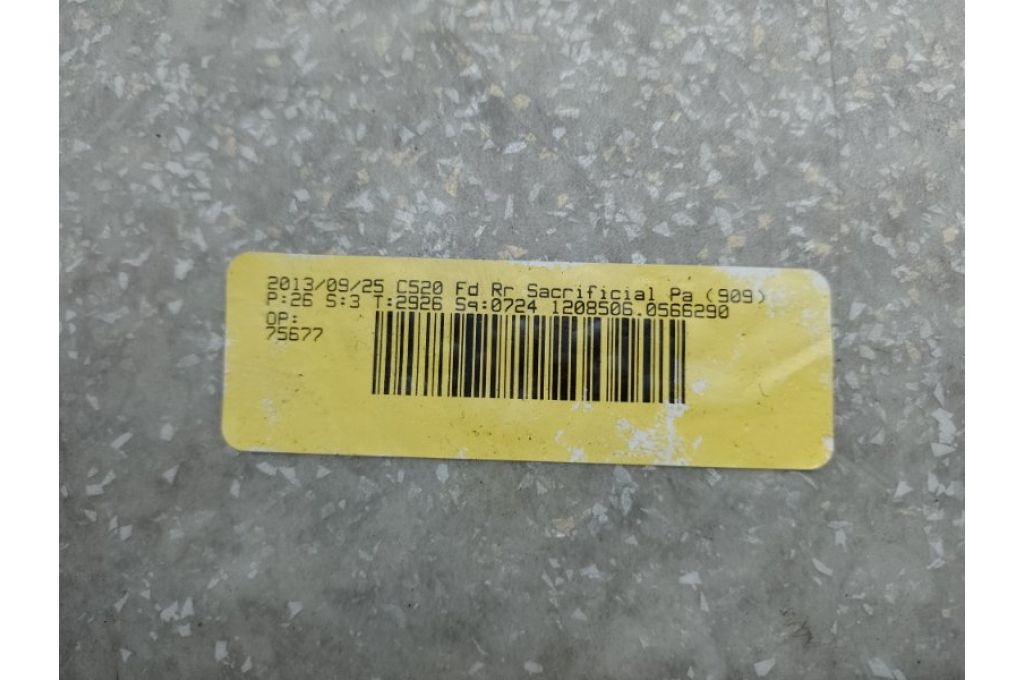 2013/09/25 C520 Fd Rr Sacrificial Pa (909)
P:26 S:3 T:2926 Sq:0724 1208506.0566290
OP:
75677